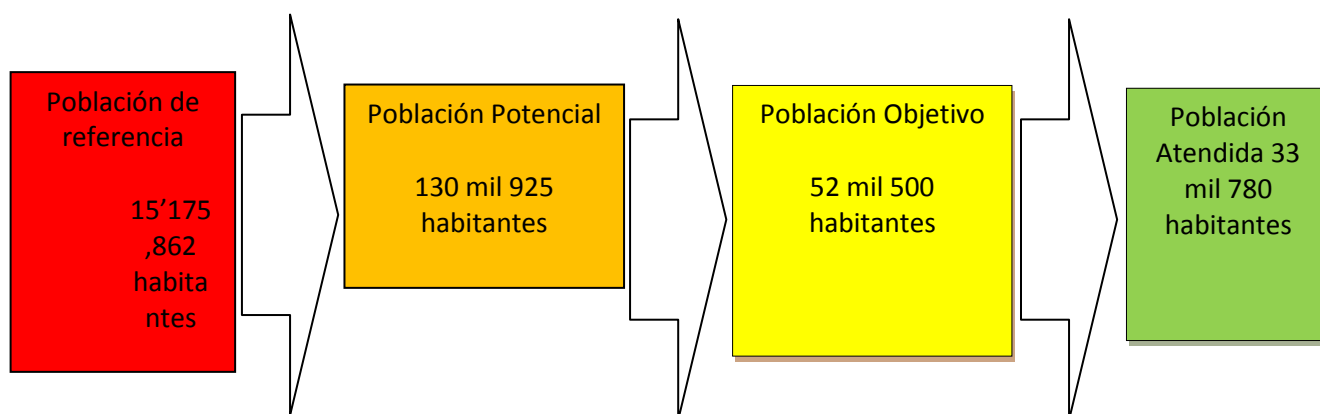 Población de
referencia
15’175
,862
habita
ntes
Población Potencial
130 mil 925
habitantes
Población Objetivo
52 mil 500
habitantes
Población
Atendida 33
mil 780
habitantes